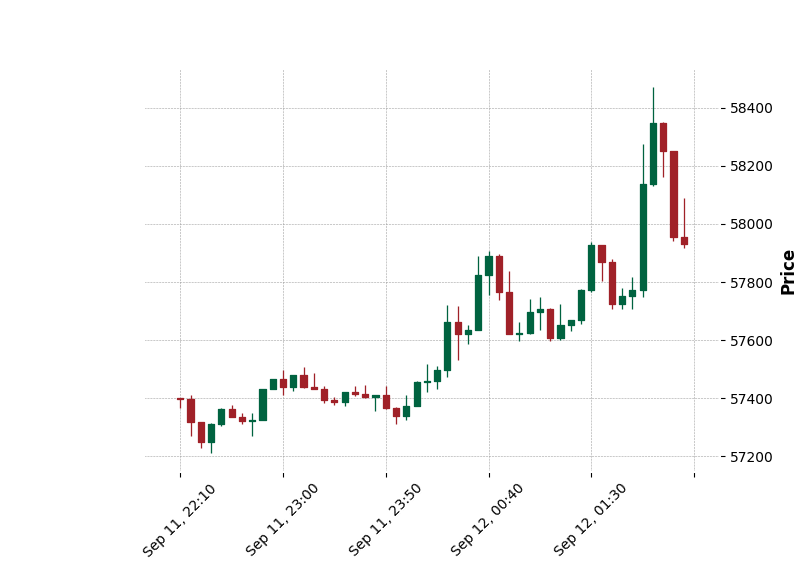 58400
58200
58000
57800
57600
57400
57200
Price
Sep 11, 22:10
Sep 11, 23:00
Sep 11, 23:50
Sep 12, 00:40
Sep 12, 01:30